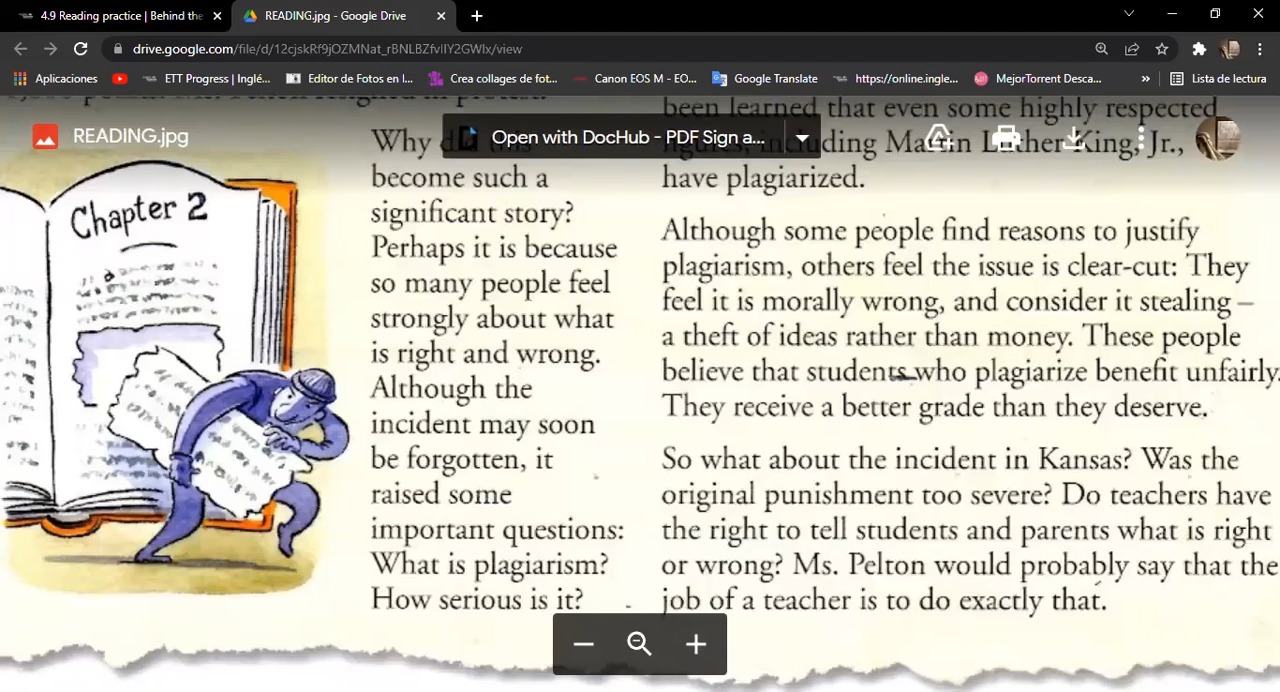 4.9 Reading practice | Behind the
READING.jpg - Google Drive
drive.google.com/file/d/12cjskRf9jOZMNat_rBNLBZfvlIY2GWlx/view
Aplicaciones
ETT Progress | Inglé...
Editor de Fotos en l...
Crea collages de fot...
Canon EOS M - EO...
Google Translate
https://online.ingle...
MejorTorrent Desca...
»
Lista de lectura
READING.jpg
Open with DocHub - PDF Sign a...
Chapter 2
Why did this
become such a
significant story?
Perhaps it is because
so many people feel
strongly about what
is right and wrong.
Although the
incident may soon
be forgotten, it
raised some
important questions:
What is plagiarism?
How serious is it?
been learned that even some highly respected
figures, including Martin Luther King, Jr.,
have plagiarized.
Although some people find reasons to justify
plagiarism, others feel the issue is clear-cut: They
feel it is morally wrong, and consider it stealing –
a theft of ideas rather than money. These people
believe that students who plagiarize benefit unfairly.
They receive a better grade than they deserve.
So what about the incident in Kansas? Was the
original punishment too severe? Do teachers have
the right to tell students and parents what is right
or wrong? Ms. Pelton would probably say that the
job of a teacher is to do exactly that.